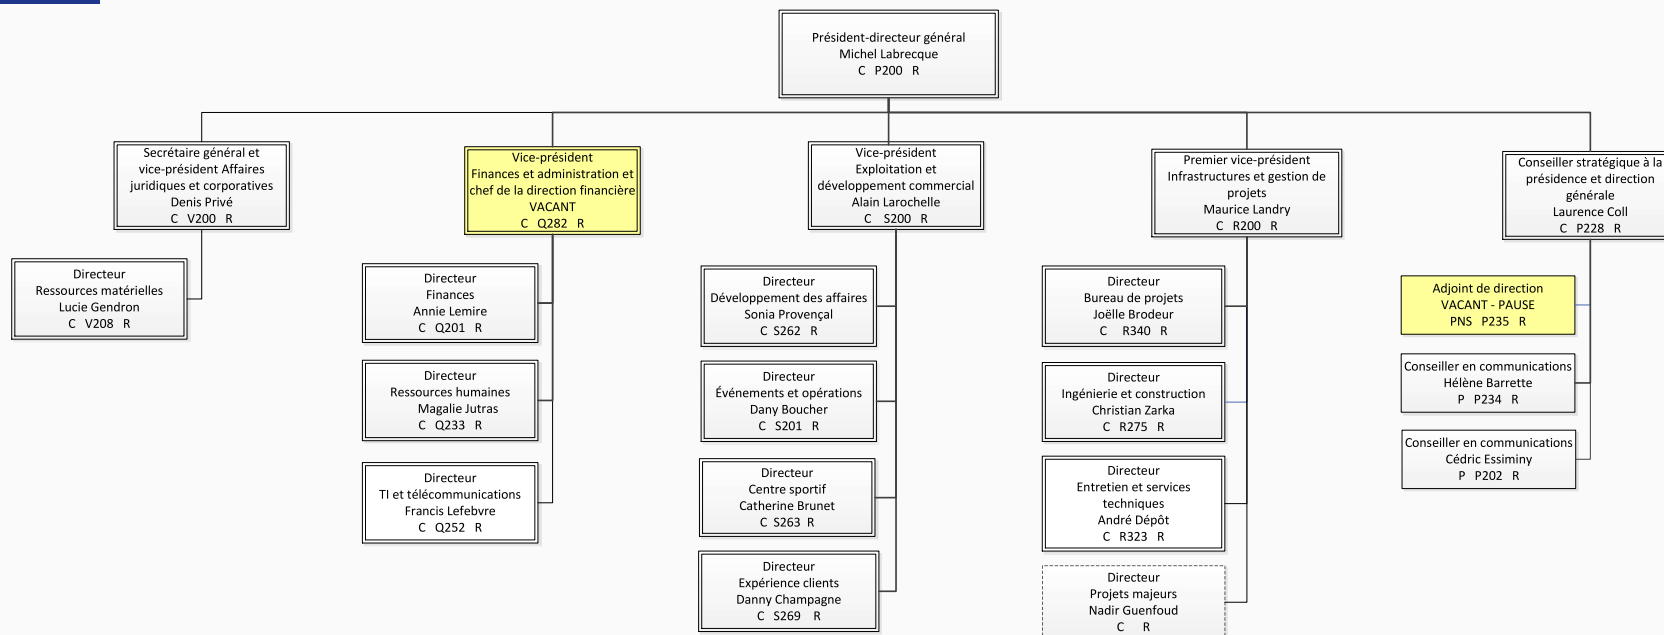 Président-directeur général
Michel Labrecque
C P200 R
Secrétaire général et
vice-président Affaires
juridiques et corporatives
Denis Privé
C V200 R
Directeur
Ressources matérielles
Lucie Gendron
C V208 R
Vice-président
Finances et administration et
chef de la direction financière
VACANT
C Q282 R
Directeur
Finances
Annie Lemire
C Q201 R
Directeur
Ressources humaines
Magalie Jutras
C Q233 R
Directeur
TI et télécommunications
Francis Lefebvre
C Q252 R
Vice-président
Exploitation et
développement commercial
Alain Larochelle
C S200 R
Directeur
Développement des affaires
Sonia Provençal
C S262 R
Directeur
Événements et opérations
Dany Boucher
C S201 R
Directeur
Centre sportif
Catherine Brunet
C S263 R
Directeur
Expérience clients
Danny Champagne
C S269 R
Premier vice-président
Infrastructures et gestion de
projets
Maurice Landry
C R200 R
Directeur
Bureau de projets
Joëlle Brodeur
C R340 R
Directeur
Ingénierie et construction
Christian Zarka
C R275 R
Directeur
Entretien et services
techniques
André Dépôt
C R323 R
Directeur
Projets majeurs
Nadir Guenfoud
C R
Conseiller stratégique à la
présidence et direction
générale
Laurence Coll
C P228 R
Adjoint de direction
VACANT - PAUSE
PNS P235 R
Conseiller en communications
Hélène Barrette
P P234 R
Conseiller en communications
Cédric Essiminy
P P202 R